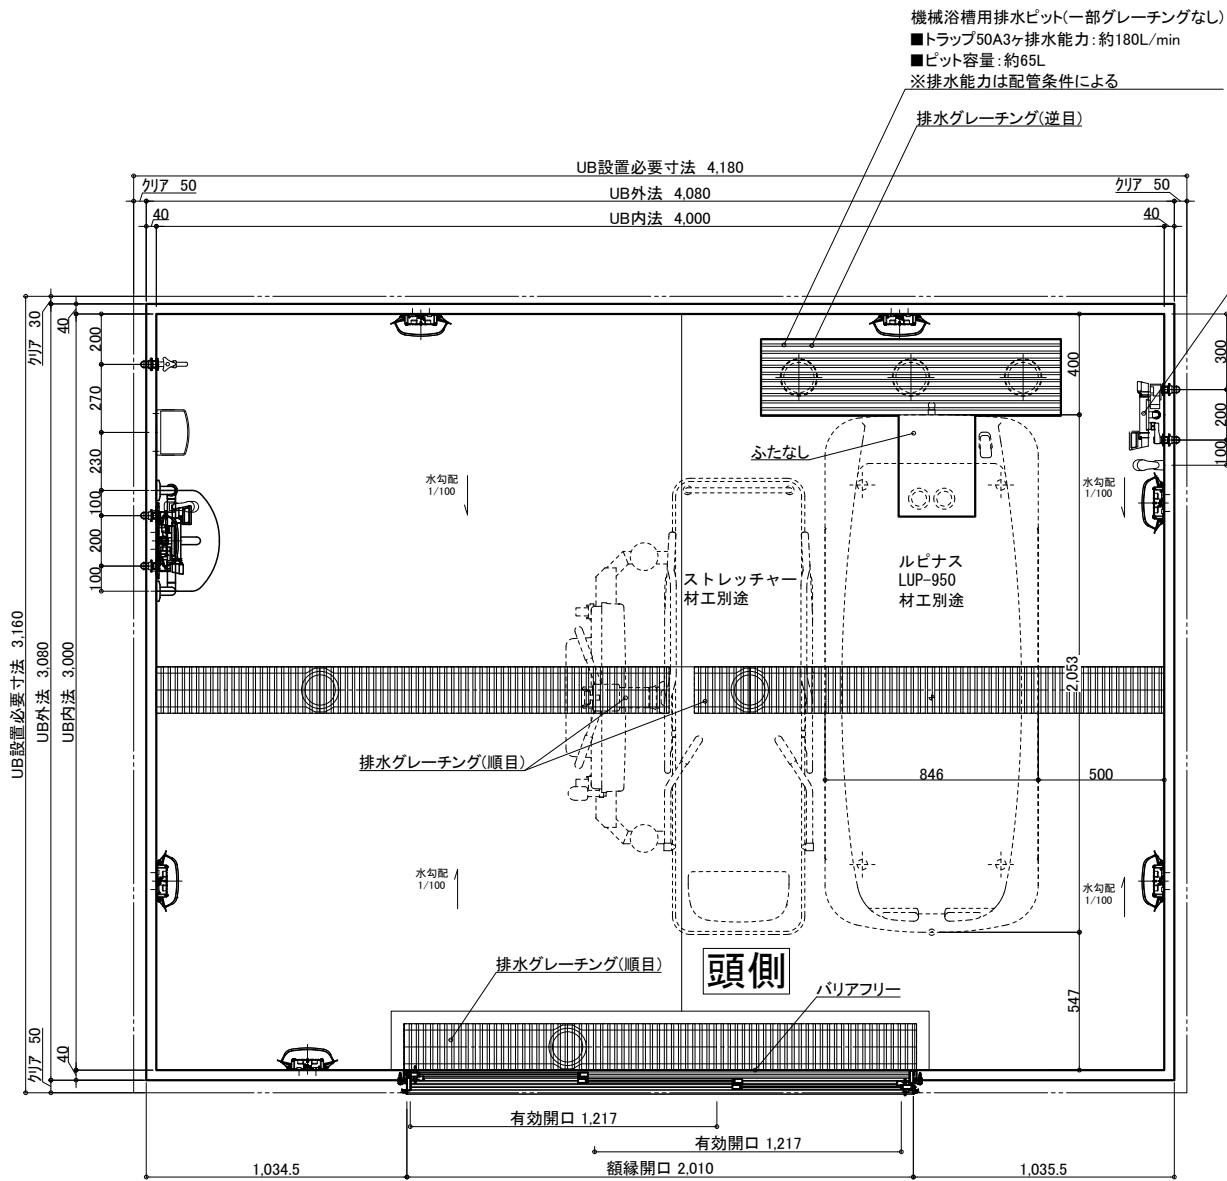 機械浴槽用排水ピット(一部グレーチングなし)
■トラップ50A3ヶ排水能力:約180L/min
■ピット容量:約65L
※排水能力は配管条件による
排水グレーチング(逆目)
UB設置必要寸法 4,180
クリア 50
UB外法 4,080
クリア 50
40
UB内法 4,000
40
クリア 30
40
200
270
230
100
200
100
UB設置必要寸法 3,160
UB外法 3,080
UB内法 3,000
クリア 50
40
400
300
200
100
ふたなし
水勾配
1/100
水勾配
1/100
ストレッチャー
材工別途
ルピナス
LUP-950
材工別途
2,053
排水グレーチング(順目)
846
500
水勾配
1/100
水勾配
1/100
排水グレーチング(順目)
頭側
バリアフリー
547
有効開口 1,217
有効開口 1,217
1,034.5
額縁開口 2,010
1,035.5